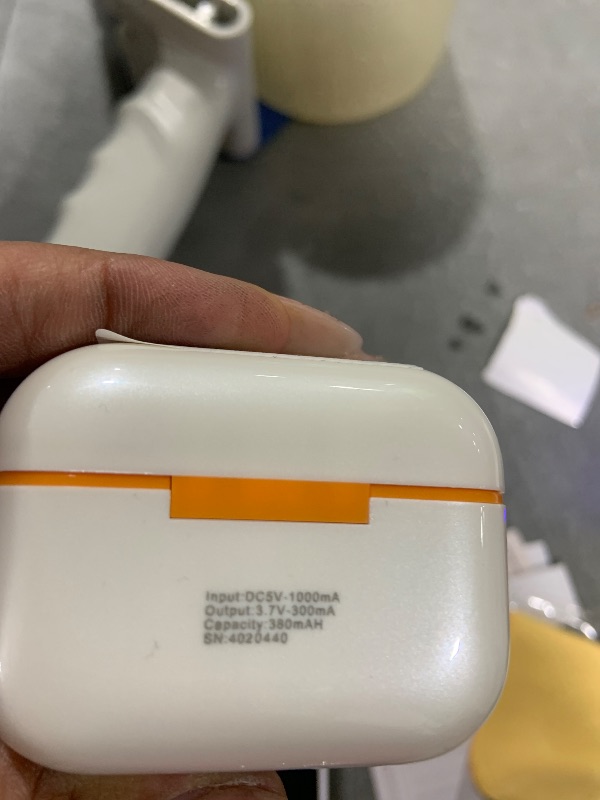 Input:DC5V-1000mA
Output:3.7V-300mA
Capacity:380mAH
SN:4020440